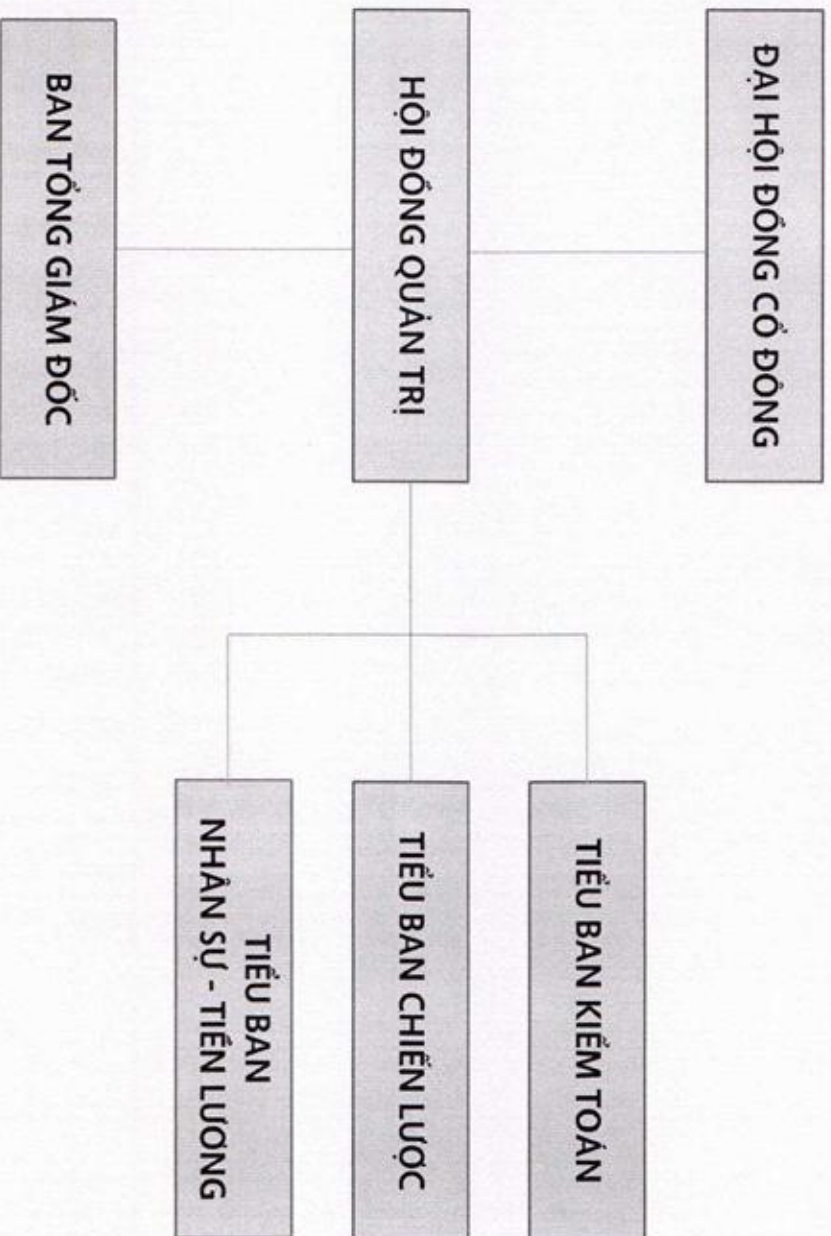 ĐẠI HỘI ĐỒNG CỔ ĐÔNG
HỘI ĐỒNG QUẢN TRỊ
TIỂU BAN KIỂM TOÁN
TIỂU BAN CHIẾN LƯỢC
TIỂU BAN
NHÂN SỰ - TIỀN LƯƠNG
BAN TỔNG GIÁM ĐỐC